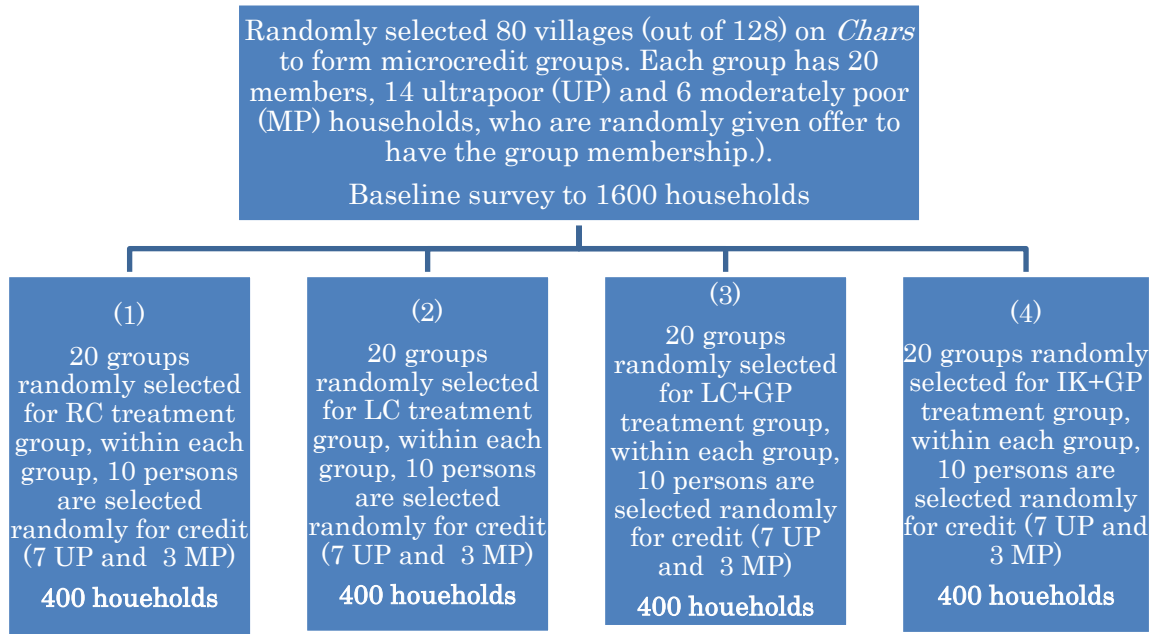 Randomly selected 80 villages (out of 128) on Chars
to form microcredit groups. Each group has 20
members, 14 ultrapoor (UP) and 6 moderately poor
(MP) households, who are randomly given offer to
have the group membership.).
Baseline survey to 1600 households
(1)
20 groups
randomly selected
for RC treatment
group, within each
group, 10 persons
are selected
randomly for credit
(7 UP and 3 MP)
400 houeholds
(2)
20 groups
randomly selected
for LC treatment
group, within each
group, 10 persons
are selected
randomly for credit
(7 UP and 3 MP)
400 houeholds
(3)
20 groups
randomly selected
for LC+GP
treatment group,
within each group,
10 persons are
selected randomly
for credit (7 UP
and 3 MP)
400 houeholds
(4)
20 groups randomly
selected for IK+GP
treatment group,
within each group,
10 persons are
selected randomly
for credit (7 UP and
3 MP)
400 houeholds